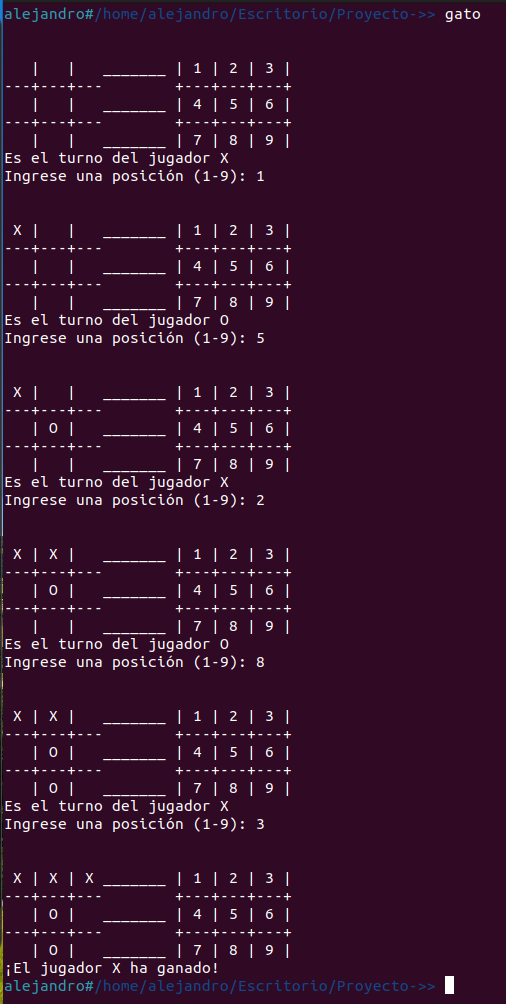 alejandro#/home/alejandro/Escritorio/Proyecto->> gato
   |   |   _______ | 1 | 2 | 3 |
---+---+---        +---+---+---+
   |   |   _______ | 4 | 5 | 6 |
---+---+---        +---+---+---+
   |   |   _______ | 7 | 8 | 9 |
Es el turno del jugador X
Ingrese una posición (1-9): 1
 X |   |   _______ | 1 | 2 | 3 |
---+---+---        +---+---+---+
   |   |   _______ | 4 | 5 | 6 |
---+---+---        +---+---+---+
   |   |   _______ | 7 | 8 | 9 |
Es el turno del jugador O
Ingrese una posición (1-9): 5
 X |   |   _______ | 1 | 2 | 3 |
---+---+---        +---+---+---+
   | O |   _______ | 4 | 5 | 6 |
---+---+---        +---+---+---+
   |   |   _______ | 7 | 8 | 9 |
Es el turno del jugador X
Ingrese una posición (1-9): 2
 X | X |   _______ | 1 | 2 | 3 |
---+---+---        +---+---+---+
   | O |   _______ | 4 | 5 | 6 |
---+---+---        +---+---+---+
   |   |   _______ | 7 | 8 | 9 |
Es el turno del jugador O
Ingrese una posición (1-9): 8
 X | X |   _______ | 1 | 2 | 3 |
---+---+---        +---+---+---+
   | O |   _______ | 4 | 5 | 6 |
---+---+---        +---+---+---+
   | O |   _______ | 7 | 8 | 9 |
Es el turno del jugador X
Ingrese una posición (1-9): 3
 X | X | X _______ | 1 | 2 | 3 |
---+---+---        +---+---+---+
   | O |   _______ | 4 | 5 | 6 |
---+---+---        +---+---+---+
   | O |   _______ | 7 | 8 | 9 |
¡El jugador X ha ganado!
alejandro#/home/alejandro/Escritorio/Proyecto->>